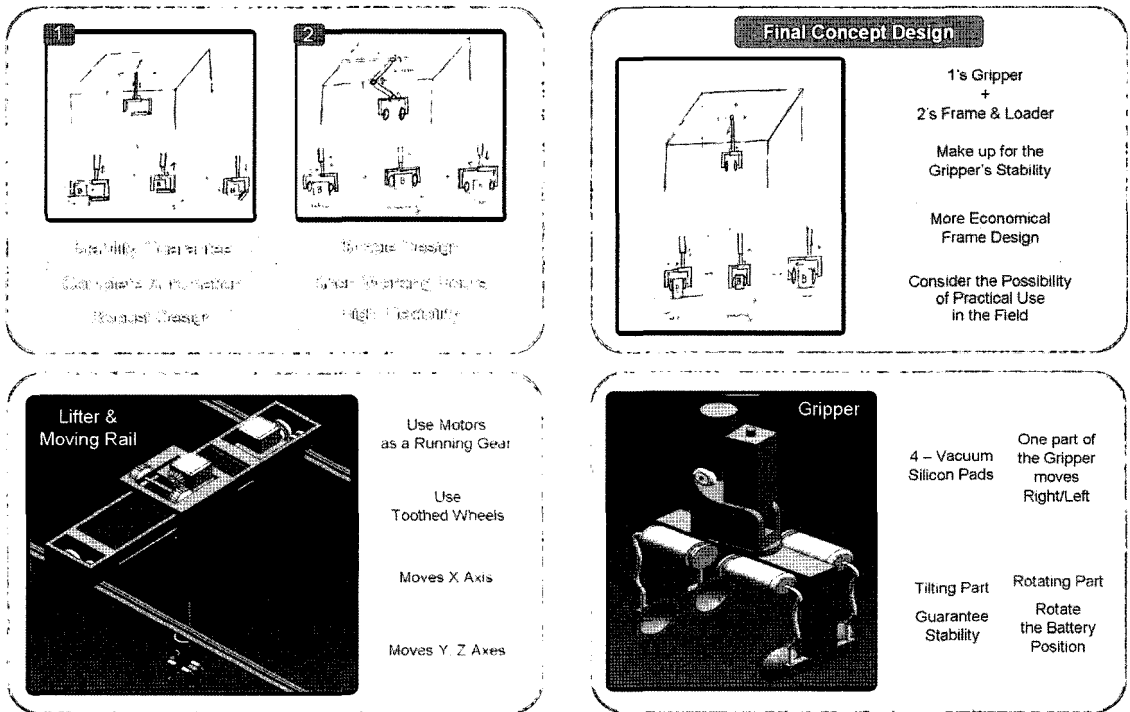 1
2
Design
Design
Final Concept Design
1's Gripper
+
2's Frame & Loader
Make up for the
Gripper's Stability
More Economical
Frame Design
Consider the Possibility
of Practical Use
in the Field
Lifter &
Moving Rail
Use Motors
as a Running Gear
Use
Toothed Wheels
Moves X Axis
Moves Y, Z Axes
Gripper
4 – Vacuum
Silicon Pads
One part of
the Gripper
moves
Right/Left
Tilting Part
Guarantee
Stability
Rotating Part
Rotate
the Battery
Position